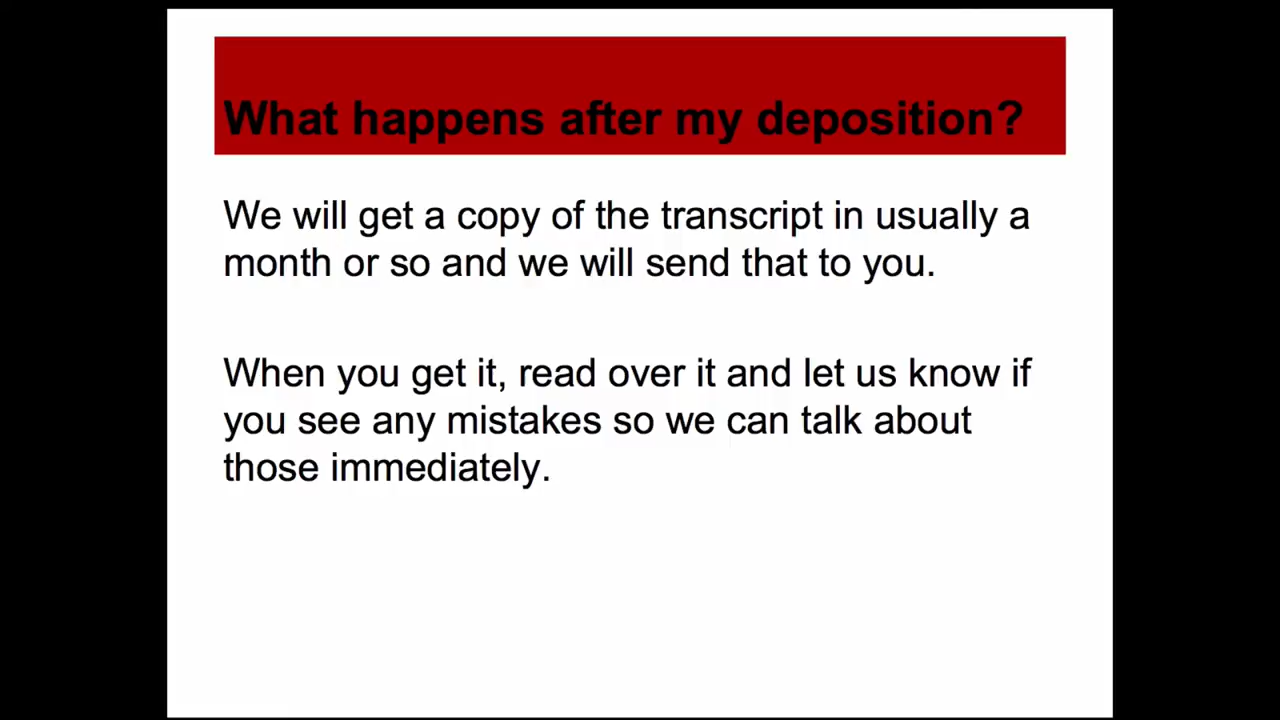 What happens after my deposition?
We will get a copy of the transcript in usually a
month or so and we will send that to you.
When you get it, read over it and let us know if
you see any mistakes so we can talk about
those immediately.